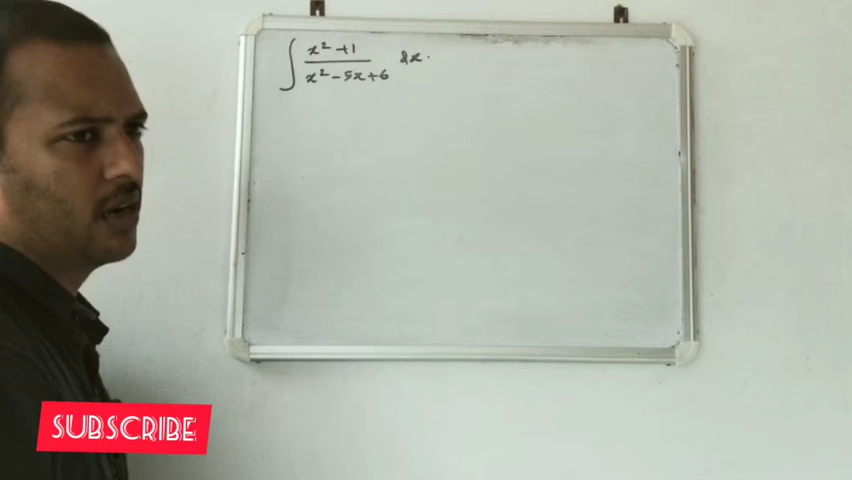 ∫ x² + 1 / x² - 5x + 6 dx.
SUBSCRIBE